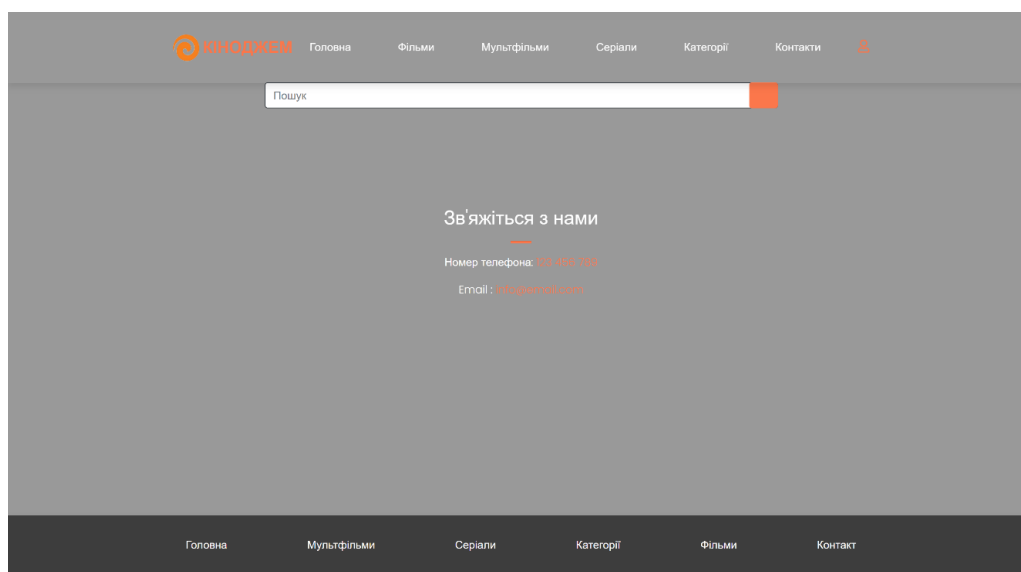 КІНОДЖЕМ Головна Фільми Мультфільми Серіали Категорії Контакти
Пошук
Зв'яжіться з нами
Номер телефона:
Email :
Головна Мультфільми Серіали Категорії Фільми Контакт